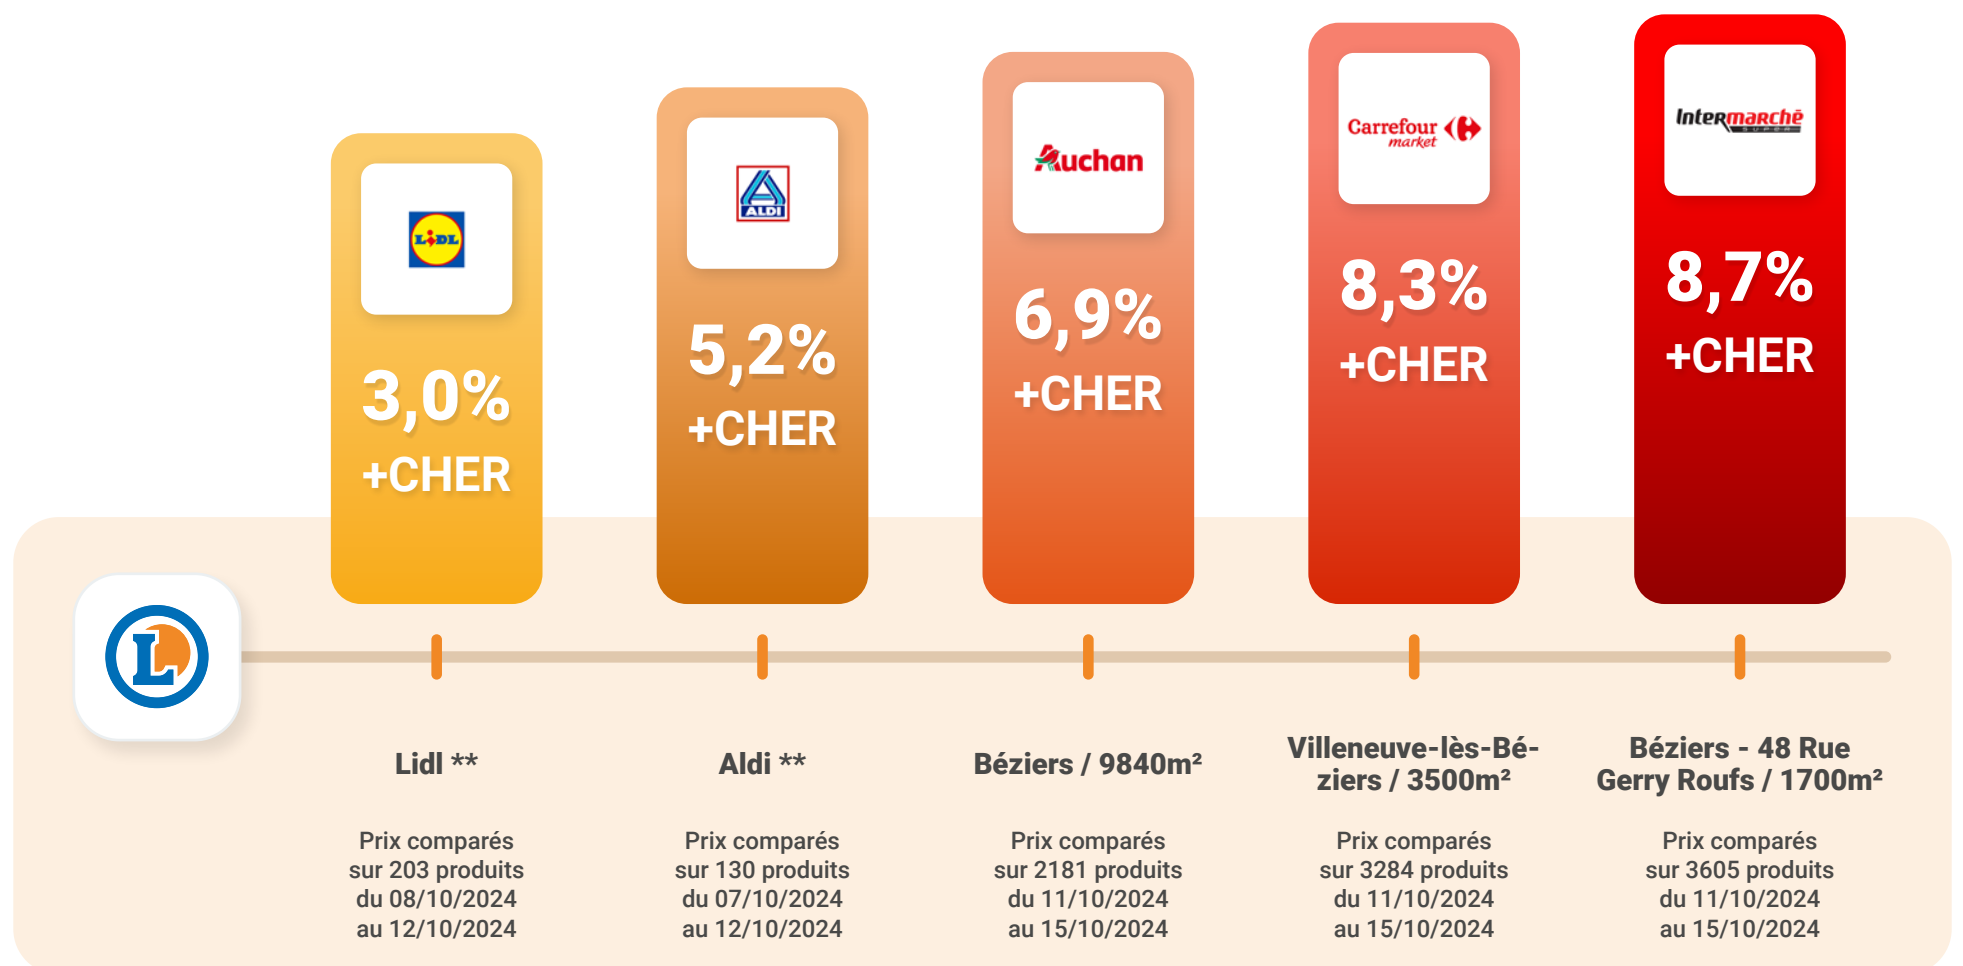 LIDL
3,0%
+CHER
ALDI
5,2%
+CHER
Auchan
6,9%
+CHER
Carrefour
market
8,3%
+CHER
Intermarchē
SUPER
8,7%
+CHER
L
Lidl **
Prix comparés
sur 203 produits
du 08/10/2024
au 12/10/2024
Aldi **
Prix comparés
sur 130 produits
du 07/10/2024
au 12/10/2024
Béziers / 9840m²
Prix comparés
sur 2181 produits
du 11/10/2024
au 15/10/2024
Villeneuve-lès-Bé-
ziers / 3500m²
Prix comparés
sur 3284 produits
du 11/10/2024
au 15/10/2024
Béziers - 48 Rue
Gerry Roufs / 1700m²
Prix comparés
sur 3605 produits
du 11/10/2024
au 15/10/2024